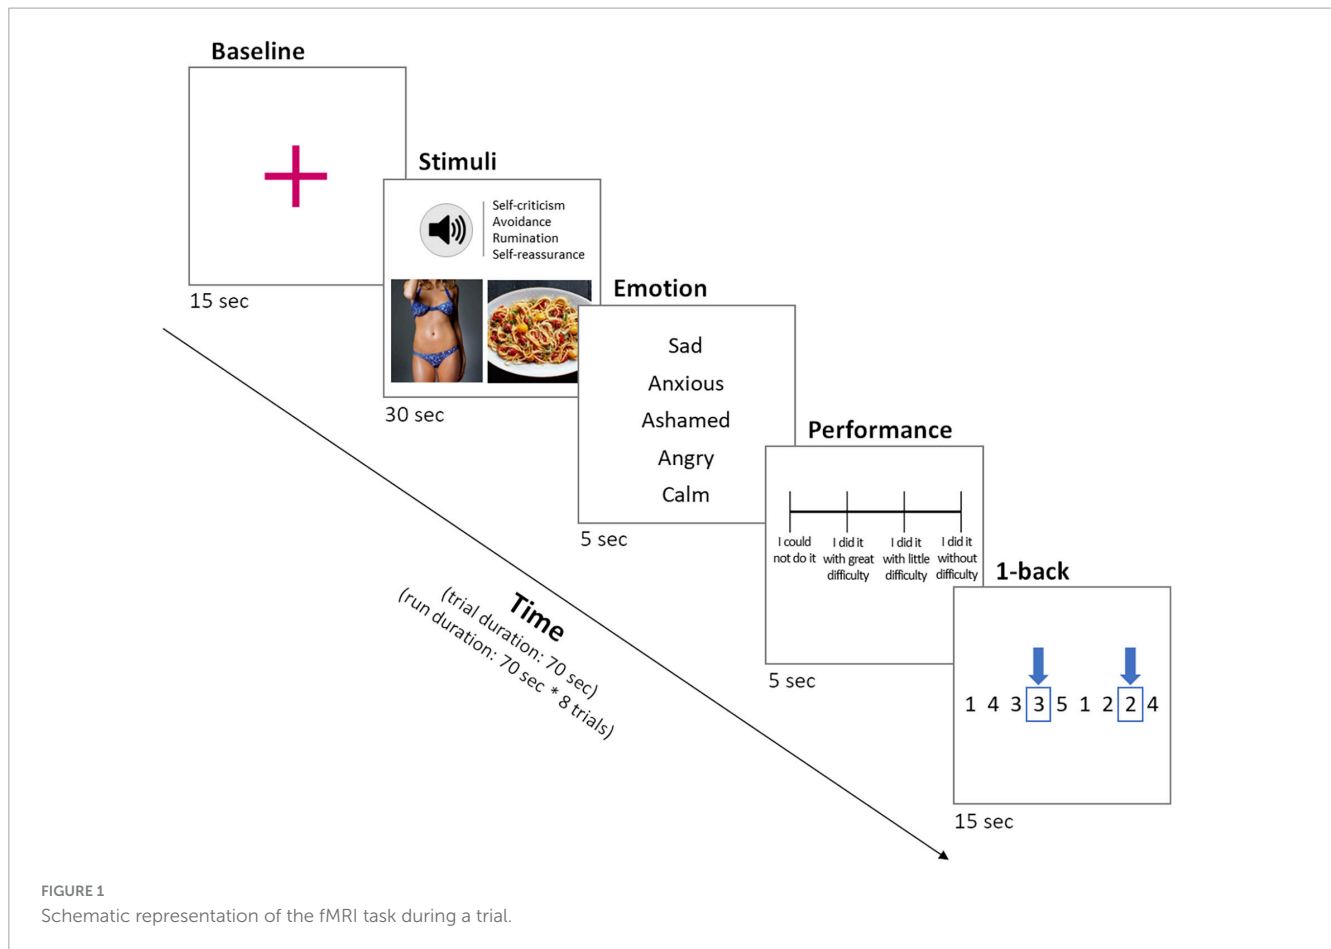 Baseline
15 sec
Stimuli
Self-criticism
Avoidance
Rumination
Self-reassurance
30 sec
Emotion
Sad
Anxious
Ashamed
Angry
Calm
5 sec
Performance
I could
not do it
I did it
with great
difficulty
I did it
with little
difficulty
I did it
without
difficulty
5 sec
1-back
1 4 3 3 5 1 2 2 4
15 sec
Time
(trial duration: 70 sec)
(run duration: 70 sec * 8 trials)
FIGURE 1
Schematic representation of the fMRI task during a trial.